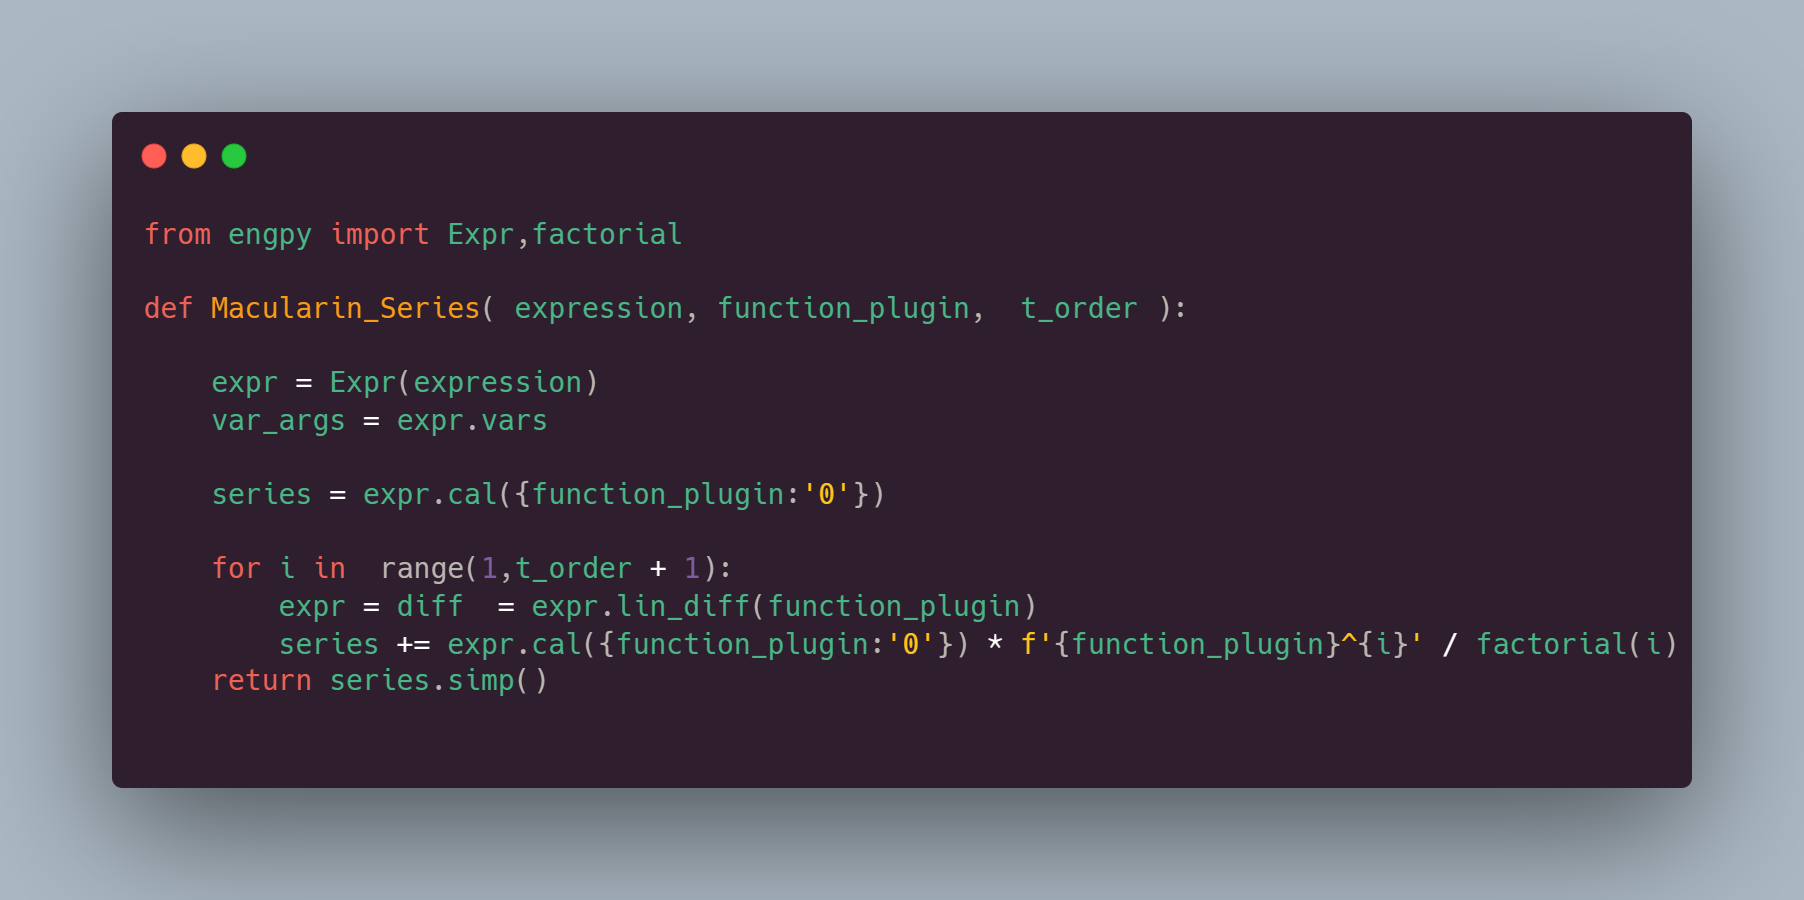 from engpy import Expr,factorial
def Macularin_Series( expression, function_plugin,  t_order ):
    expr = Expr(expression)
    var_args = expr.vars
    series = expr.cal({function_plugin:'0'})
    for i in  range(1,t_order + 1):
        expr = diff  = expr.lin_diff(function_plugin)
        series += expr.cal({function_plugin:'0'}) * f'{function_plugin}^{i}' / factorial(i)
    return series.simp()